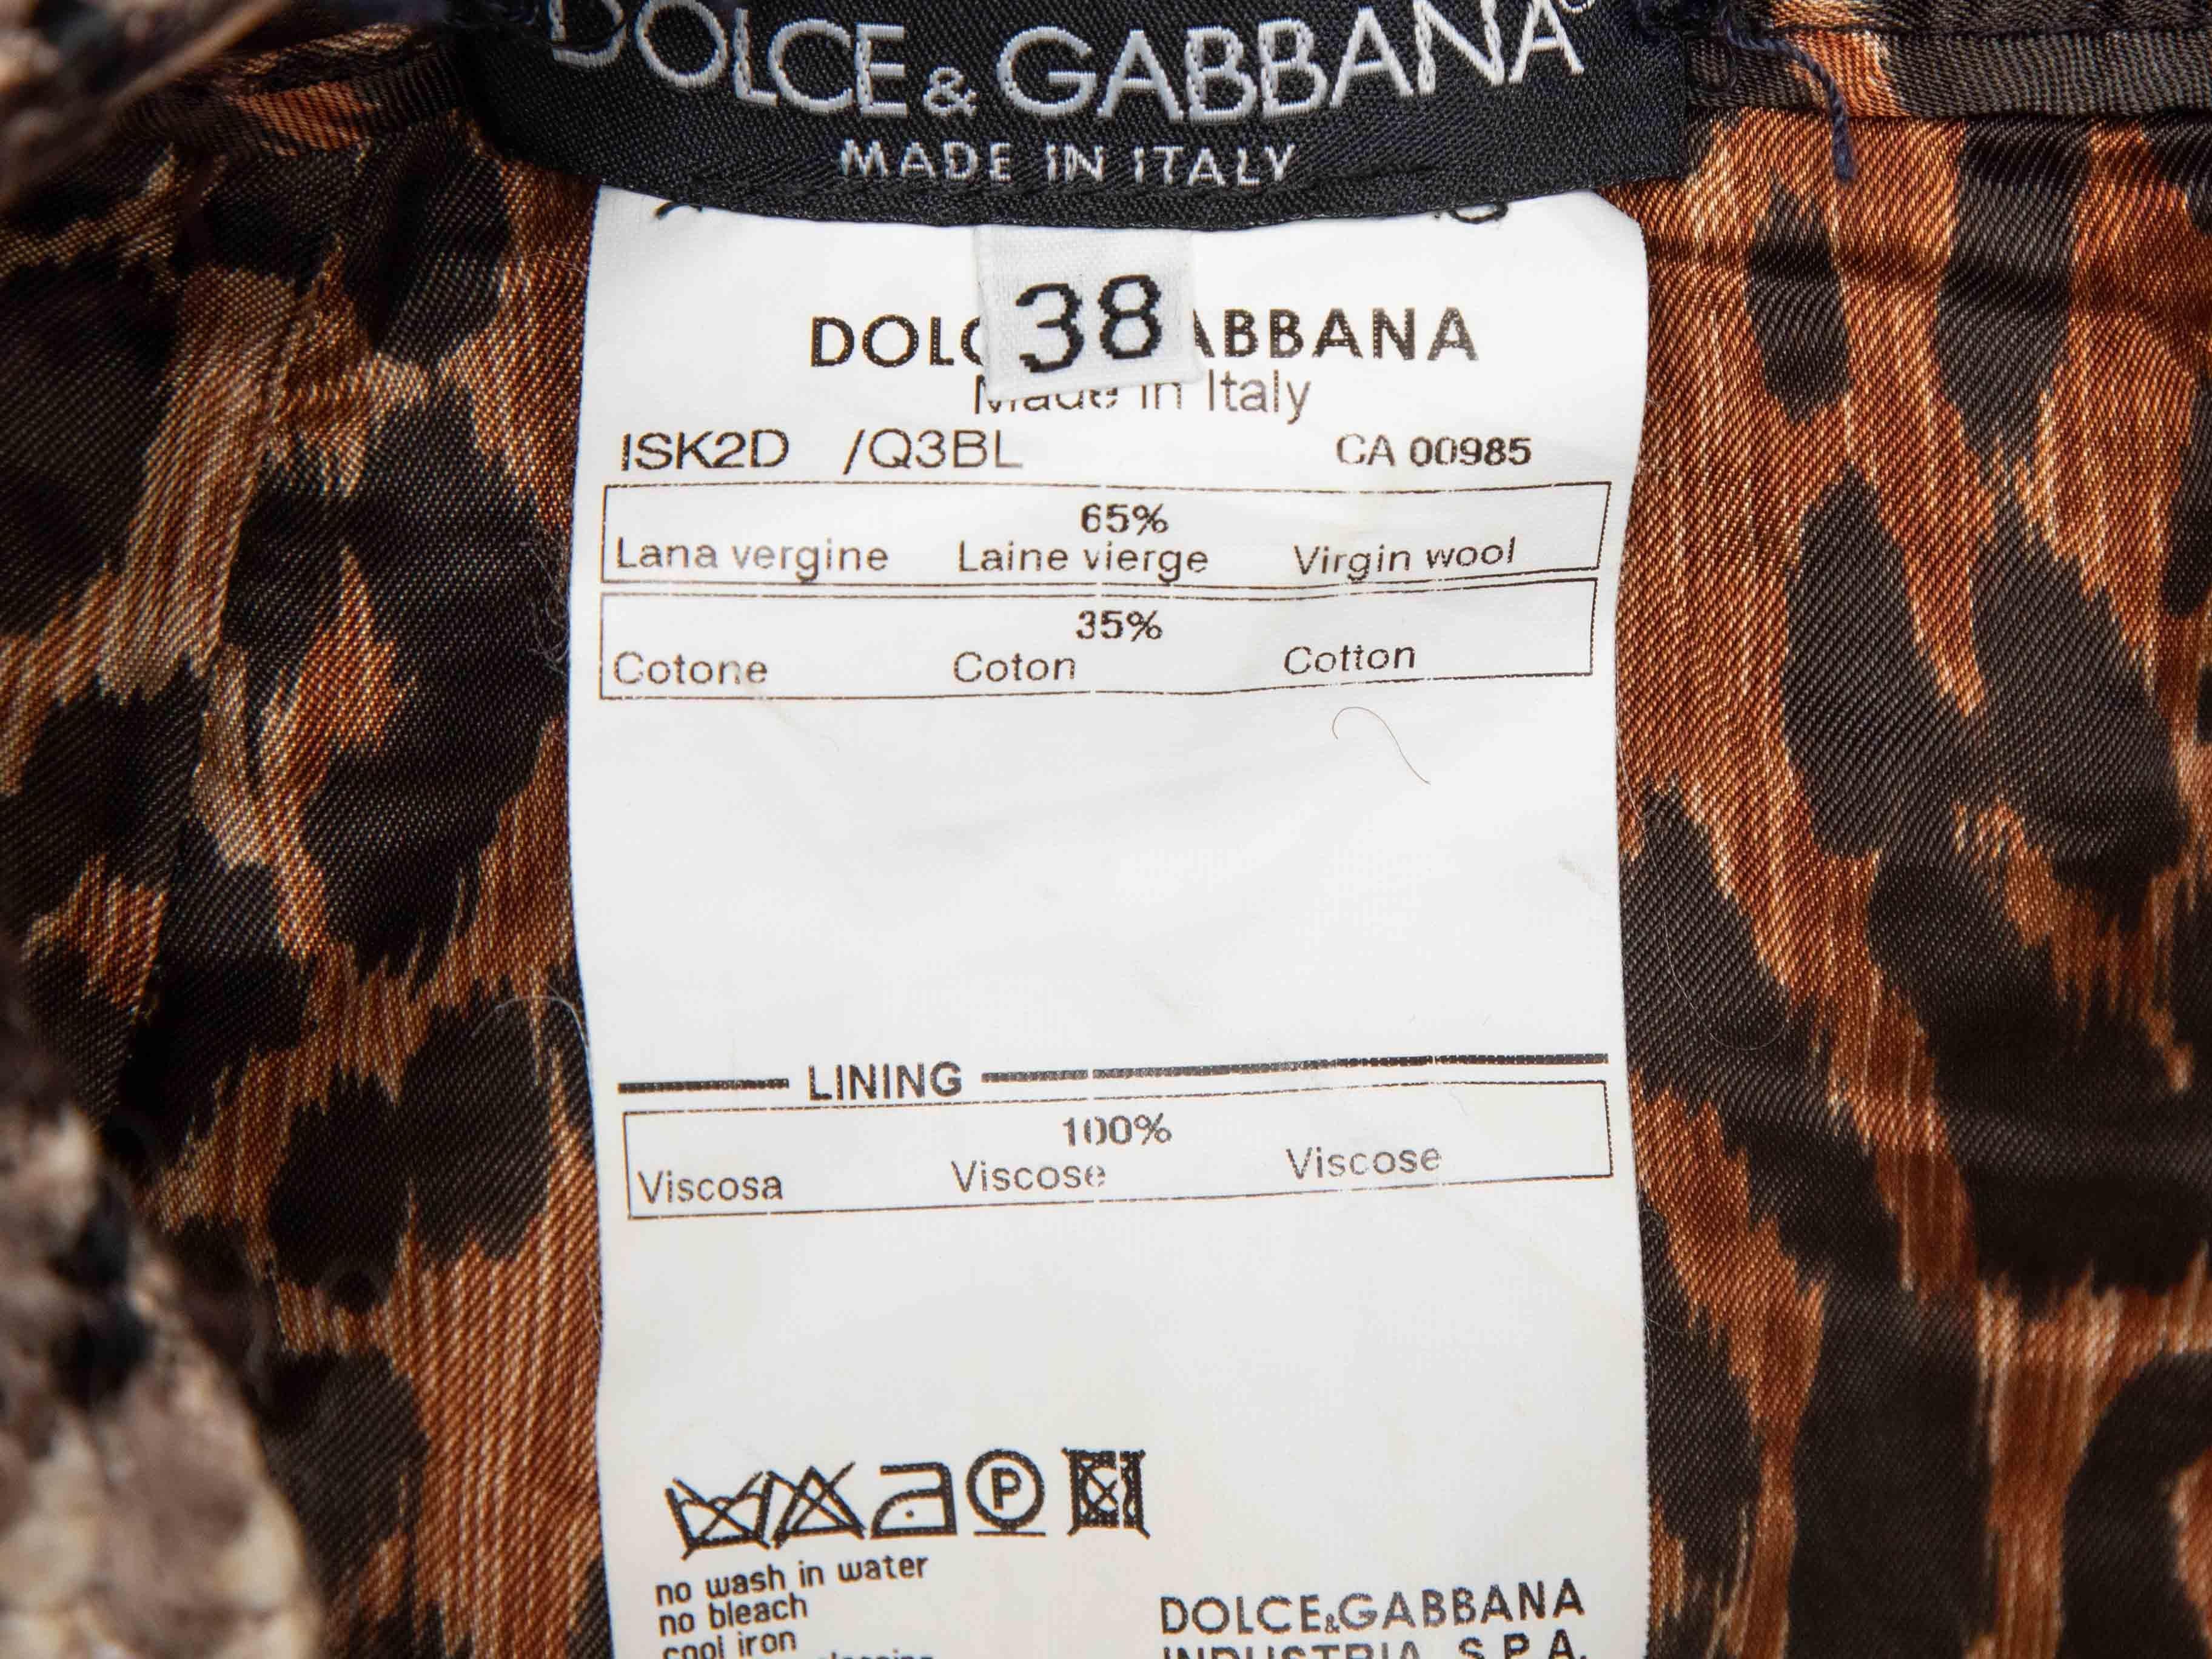 DOLCE & GABBANA
MADE IN ITALY
38
DOLC ABBANA
Made in Italy
ISK2D /Q3BL CA 00985
65%
Lana vergine Laine vierge Virgin wool
35%
Cotone Coton Cotton
LINING
100%
Viscosa Viscose Viscose
P
no wash in water
no bleach
cool iron
DOLCE&GABBANA
INDUSTRIA S.P.A.